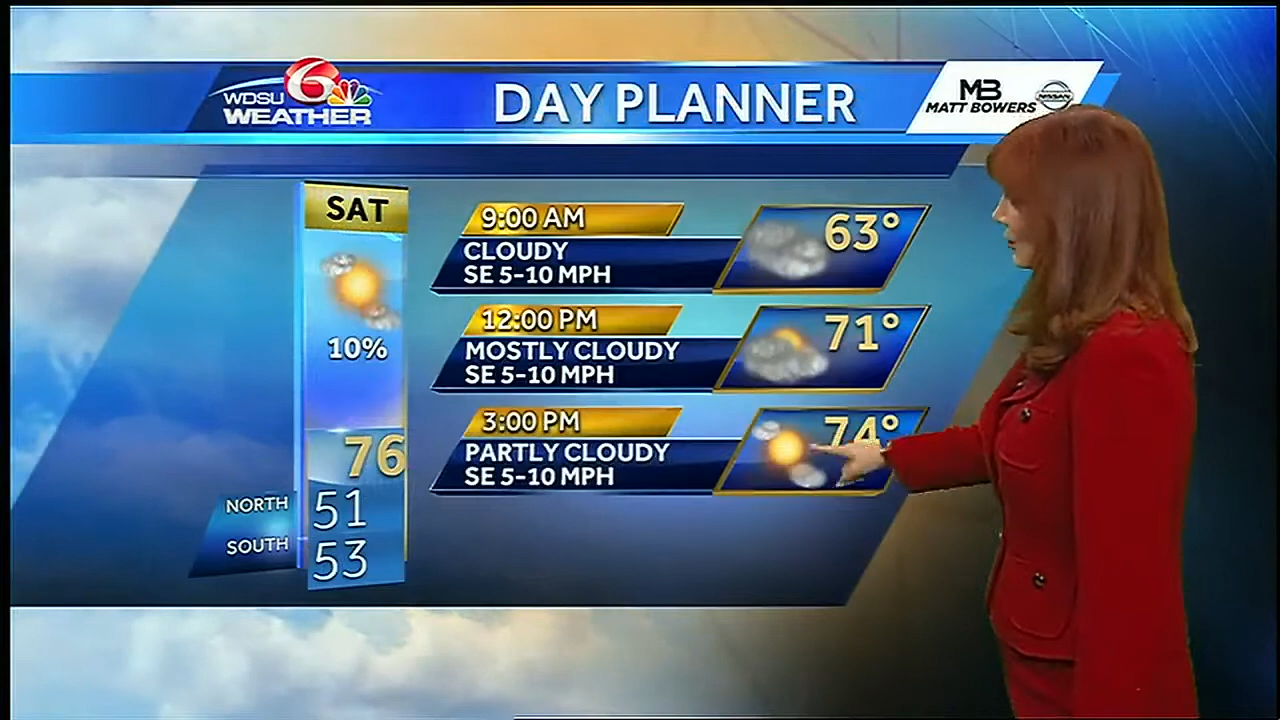 WDSU 6
WEATHER
DAY PLANNER
MB
MATT BOWERS
NISSAN
SAT
10%
76
NORTH 51
SOUTH 53
9:00 AM
CLOUDY
SE 5-10 MPH
63°
12:00 PM
MOSTLY CLOUDY
SE 5-10 MPH
71°
3:00 PM
PARTLY CLOUDY
SE 5-10 MPH
74°